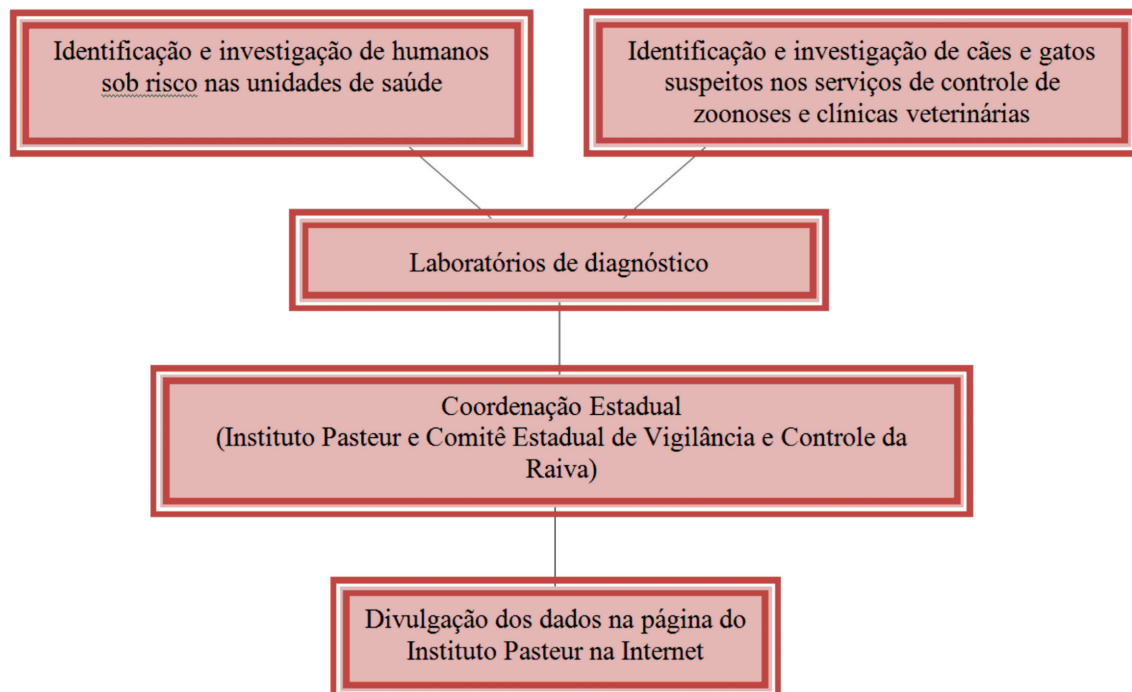 Identificação e investigação de humanos
sob risco nas unidades de saúde
Identificação e investigação de cães e gatos
suspeitos nos serviços de controle de
zoonoses e clínicas veterinárias
Laboratórios de diagnóstico
Coordenação Estadual
(Instituto Pasteur e Comitê Estadual de Vigilância e Controle da
Raiva)
Divulgação dos dados na página do
Instituto Pasteur na Internet